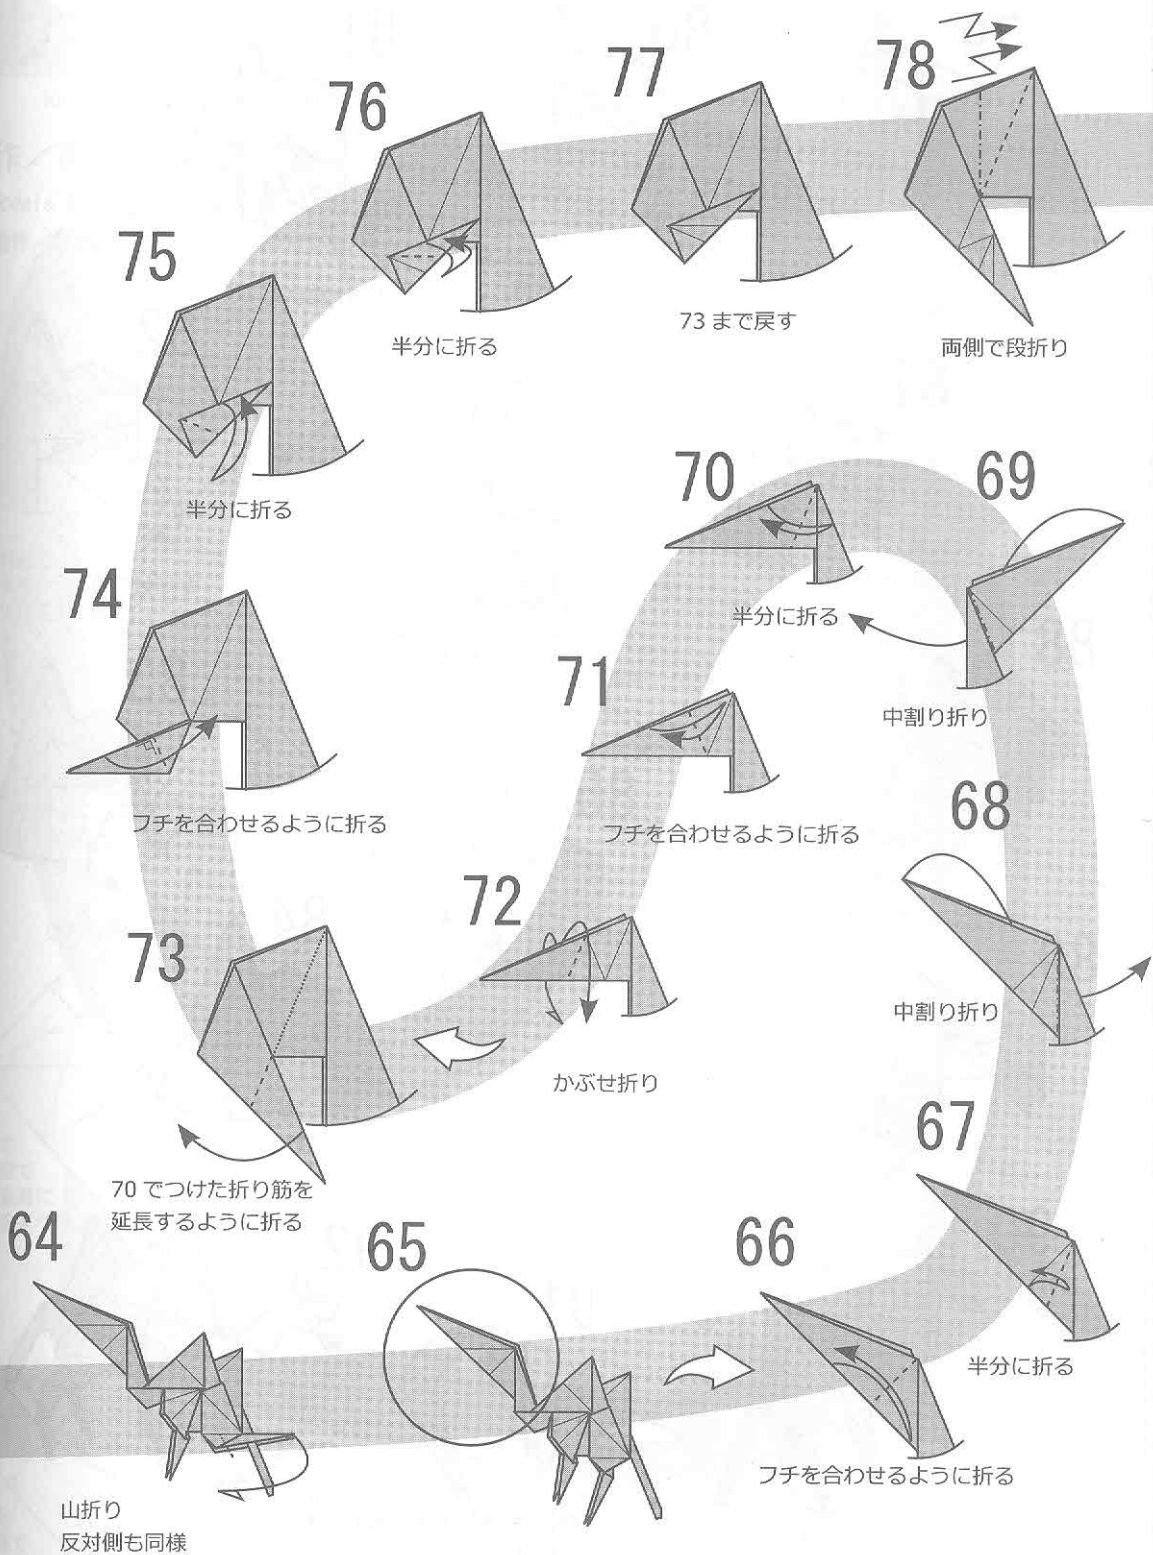 64
山折り
反対側も同様
65
66
フチを合わせるように折る
67
半分に折る
68
中割り折り
69
中割り折り
70
半分に折る
71
フチを合わせるように折る
72
かぶせ折り
73
70 でつけた折り筋を
延長するように折る
74
フチを合わせるように折る
75
半分に折る
76
半分に折る
77
73 まで戻す
78
両側で段折り